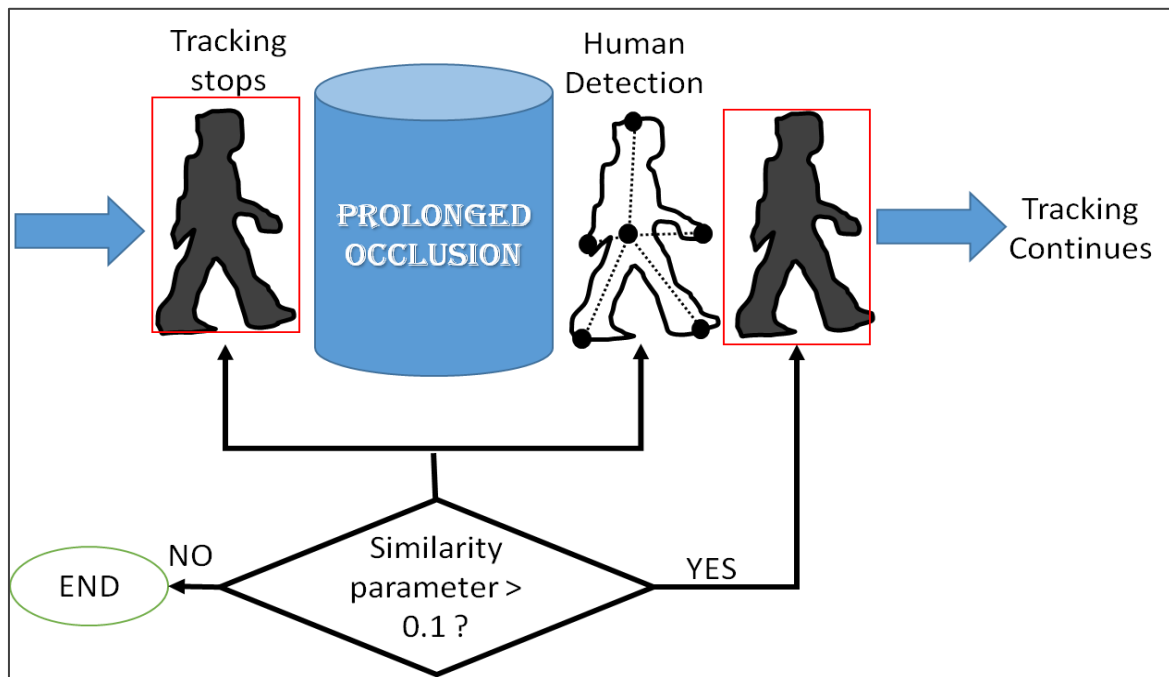 Tracking
stops
Human
Detection
PROLONGED
OCCLUSION
Tracking
Continues
NO
END
Similarity
parameter >
0.1 ?
YES